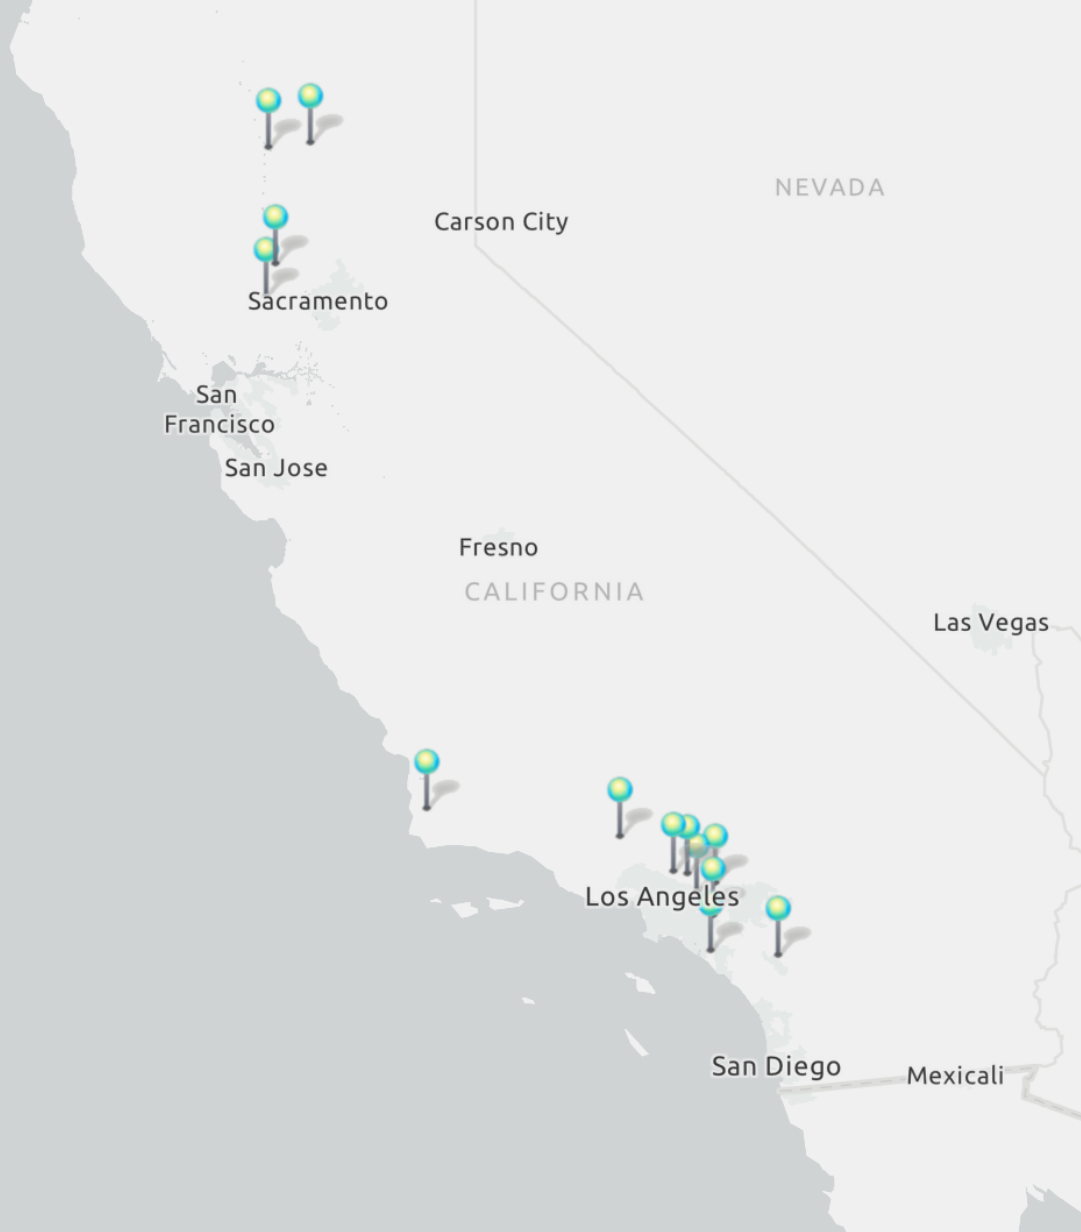 NEVADA
Carson City
Sacramento
San
Francisco
San Jose
Fresno
CALIFORNIA
Las Vegas
Los Angeles
San Diego
Mexicali